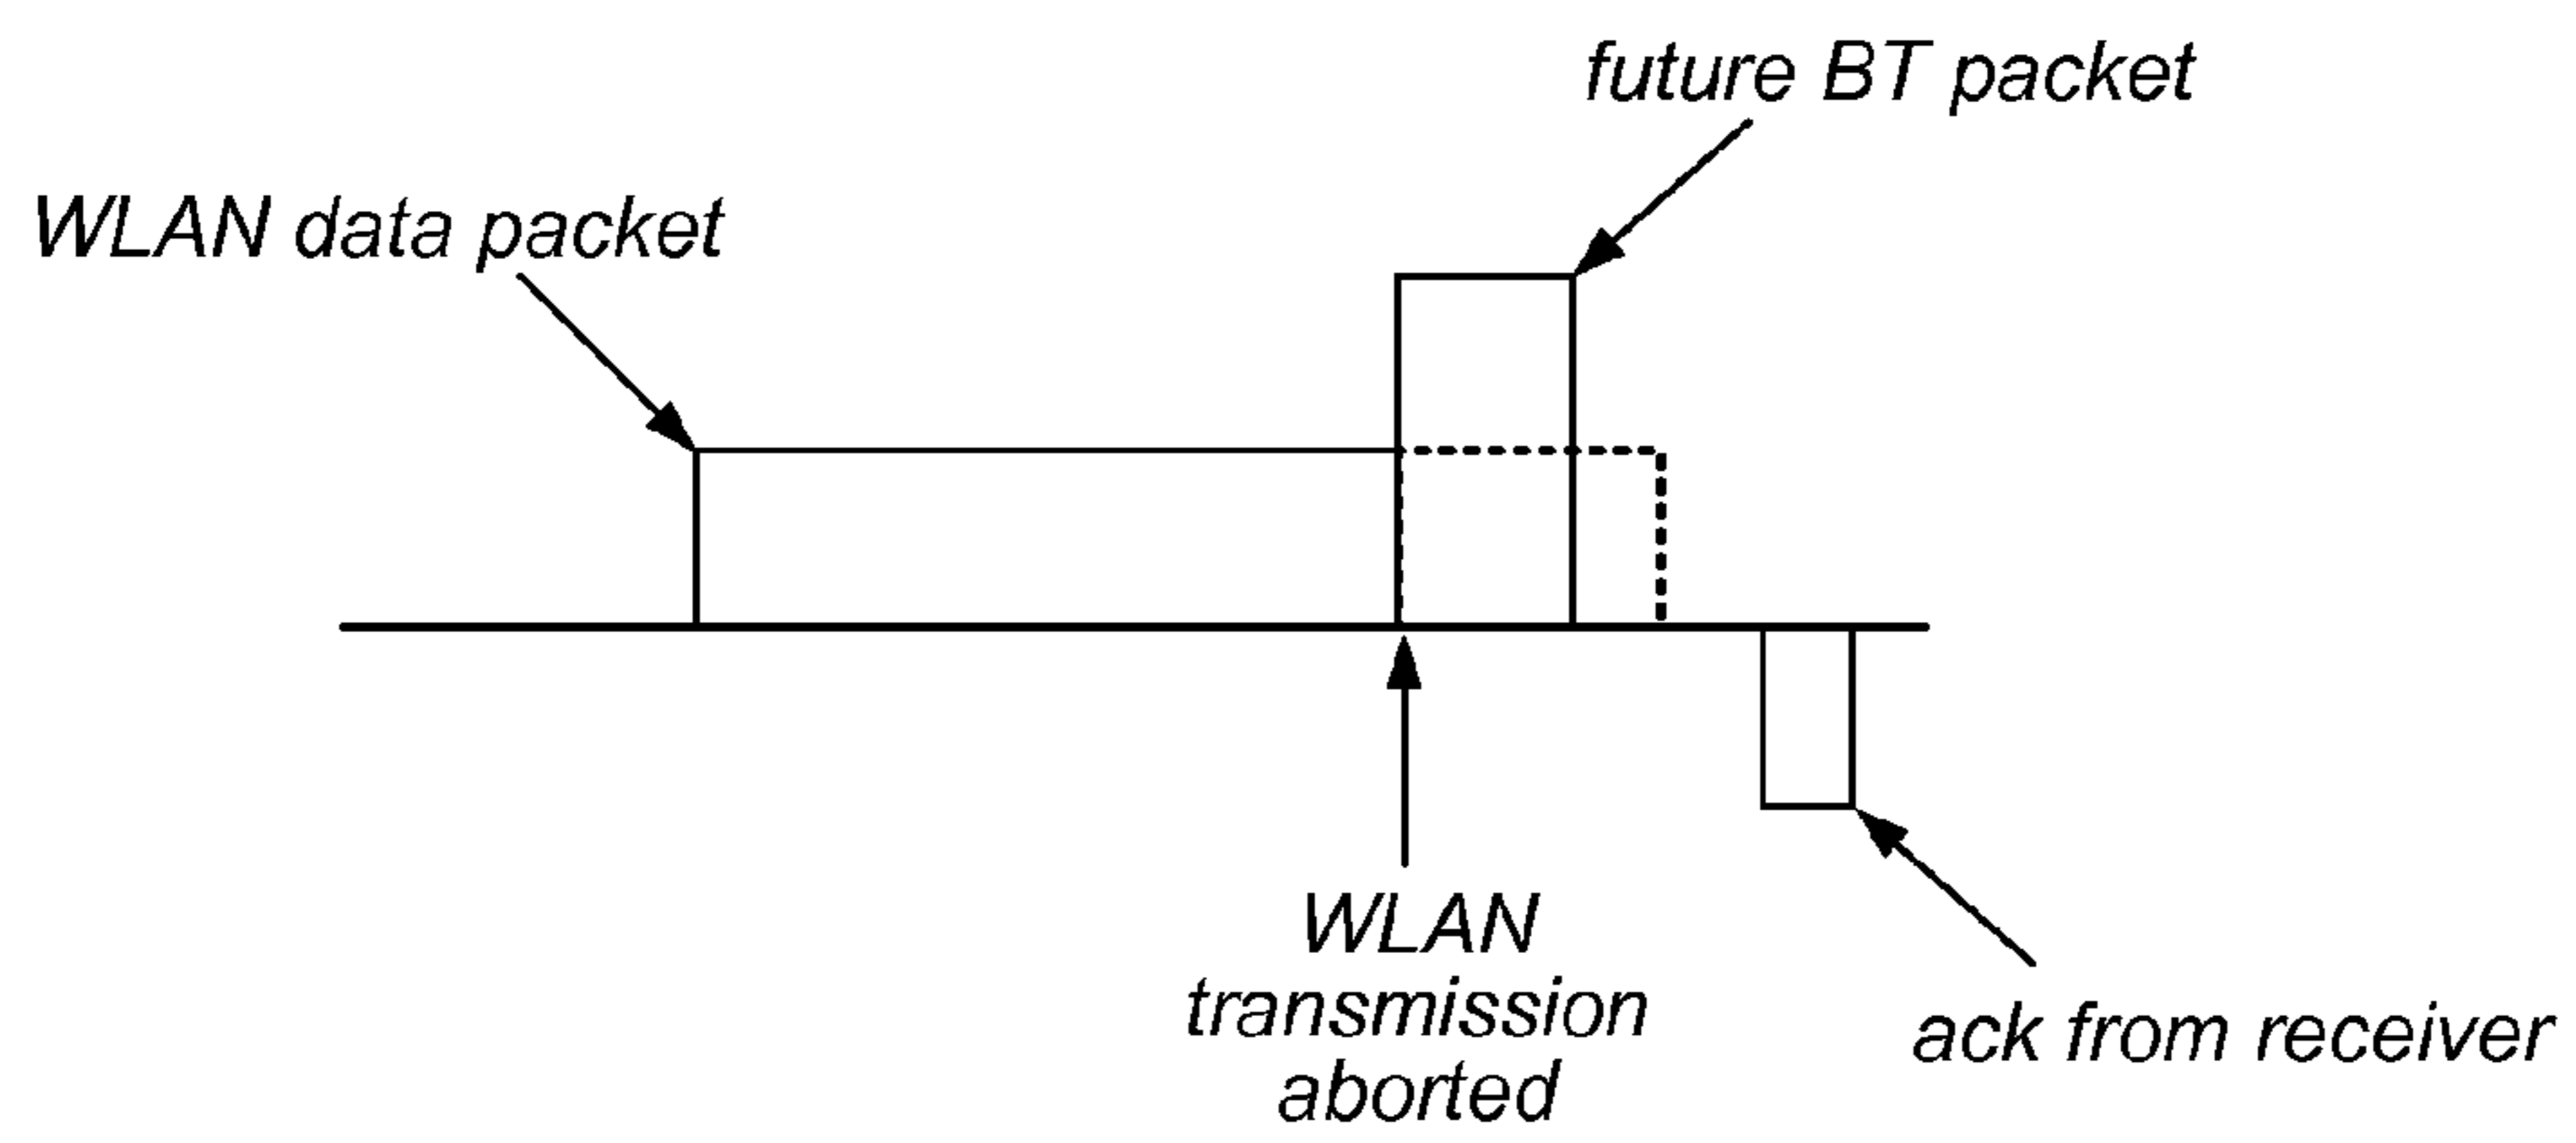 future BT packet
WLAN data packet
WLAN
transmission
aborted
ack from receiver